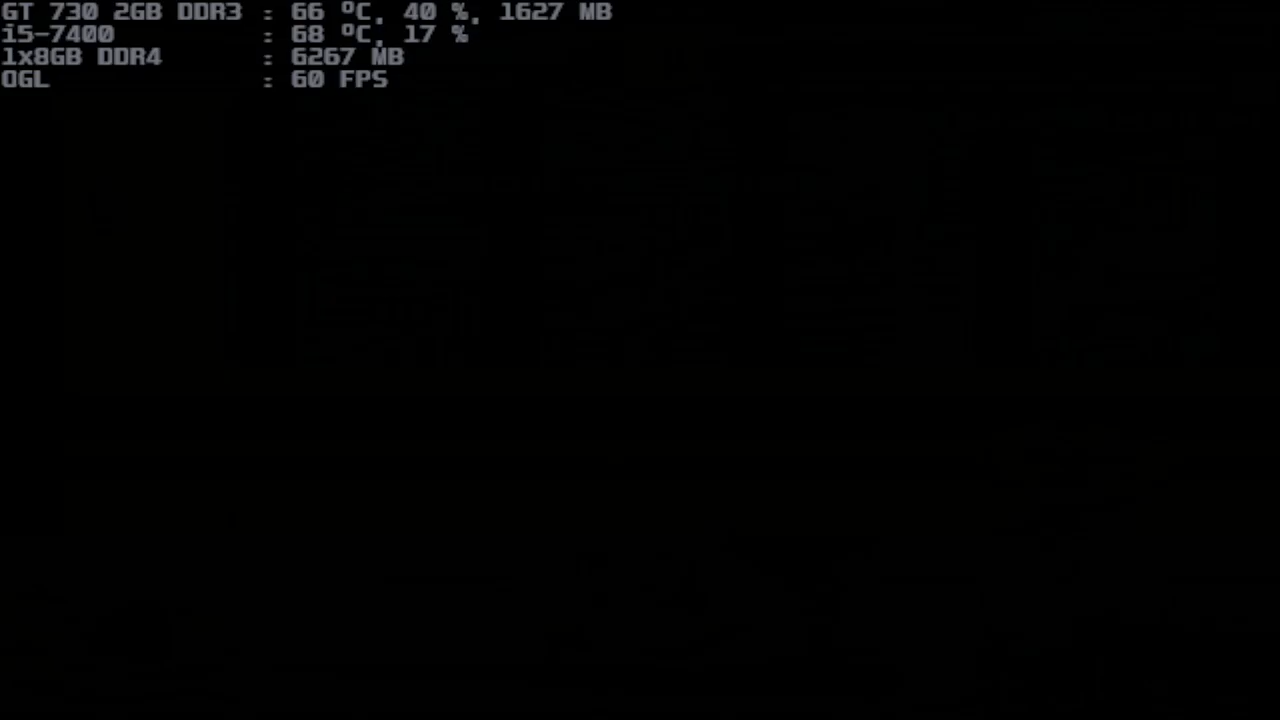 GT 730 2GB DDR3 : 66 ºC, 40 %, 1627 MB
i5-7400 : 68 ºC, 17 %
1x8GB DDR4 : 6267 MB
OGL : 60 FPS